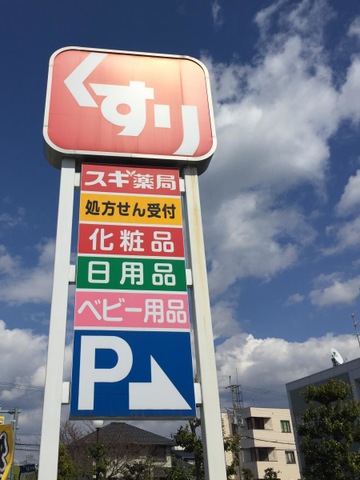 くすり
スギ薬局
処方せん受付
化粧品
日用品
ベビー用品
P